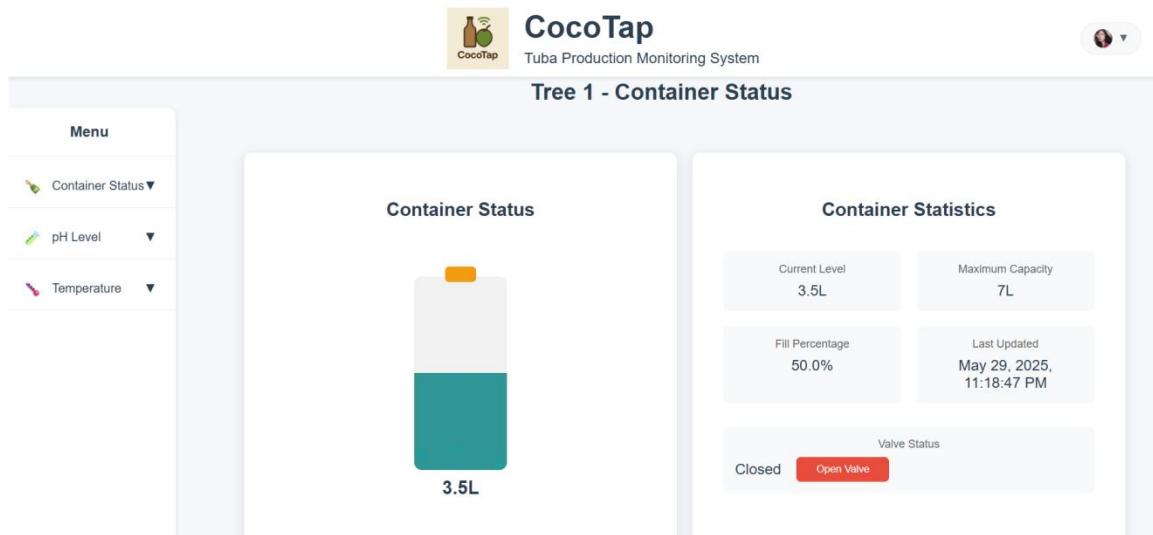 CocoTap
CocoTap
Tuba Production Monitoring System
Tree 1 - Container Status
Menu
Container Status▼
pH Level ▼
Temperature ▼
Container Status
3.5L
Container Statistics
Current Level
3.5L
Maximum Capacity
7L
Fill Percentage
50.0%
Last Updated
May 29, 2025,
11:18:47 PM
Valve Status
Closed Open Valve